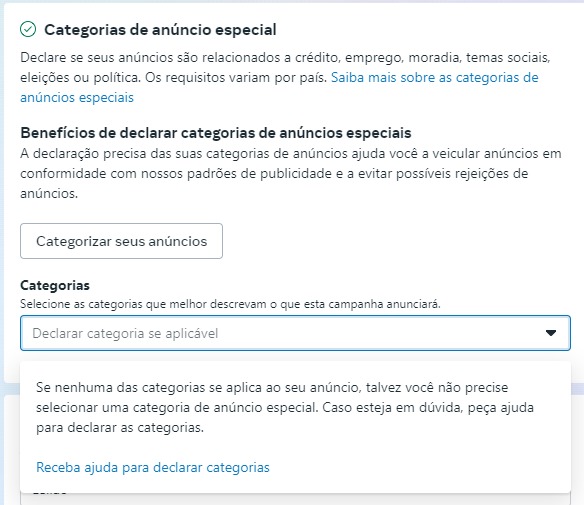 Categorias de anúncio especial
Declare se seus anúncios são relacionados a crédito, emprego, moradia, temas sociais,
eleições ou política. Os requisitos variam por país. Saiba mais sobre as categorias de
anúncios especiais
Benefícios de declarar categorias de anúncios especiais
A declaração precisa das suas categorias de anúncios ajuda você a veicular anúncios em
conformidade com nossos padrões de publicidade e a evitar possíveis rejeições de
anúncios.
Categorizar seus anúncios
Categorias
Selecione as categorias que melhor descrevam o que esta campanha anunciará.
Declarar categoria se aplicável
Se nenhuma das categorias se aplica ao seu anúncio, talvez você não precise
selecionar uma categoria de anúncio especial. Caso esteja em dúvida, peça ajuda
para declarar as categorias.
Receba ajuda para declarar categorias